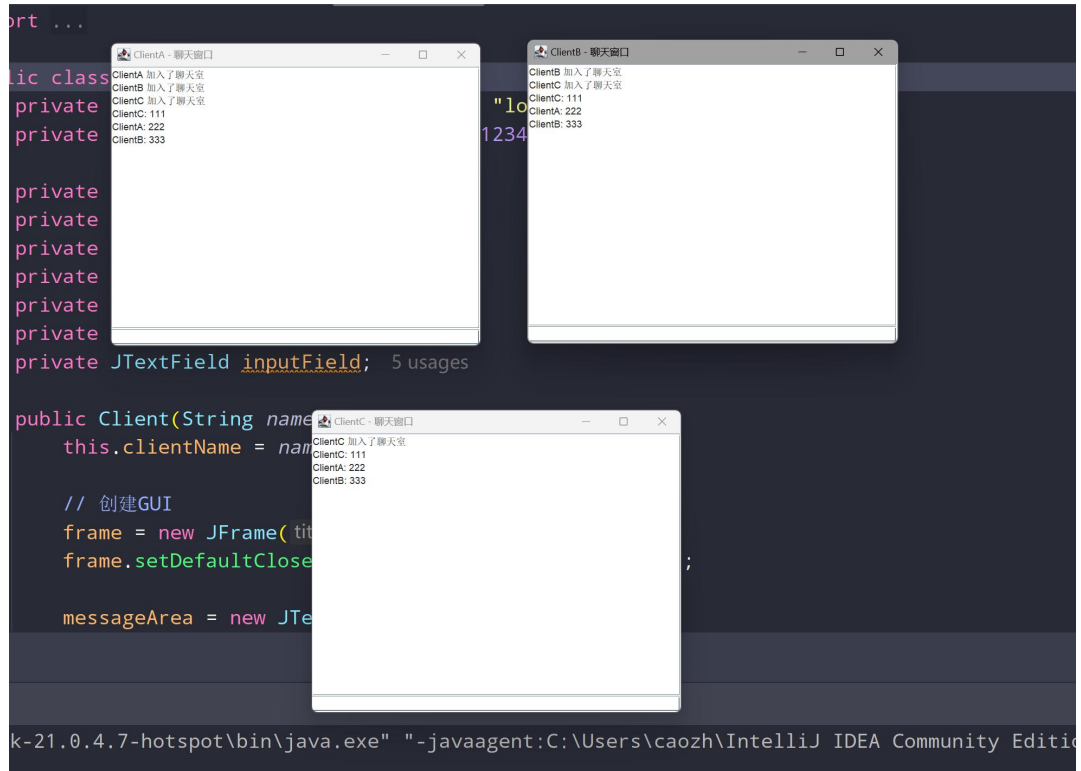 ort ...
lic class
private "lo
private 1234
private
private
private
private
private
private
private JTextField inputField; 5 usages
public Client(String name
this.clientName = nam
// 创建GUI
frame = new JFrame( tit
frame.setDefaultClose ;
messageArea = new JTe
ClientA - 聊天窗口
ClientA 加入了聊天室
ClientB 加入了聊天室
ClientC 加入了聊天室
ClientC: 111
ClientA: 222
ClientB: 333
ClientB - 聊天窗口
ClientB 加入了聊天室
ClientC 加入了聊天室
ClientC: 111
ClientA: 222
ClientB: 333
ClientC - 聊天窗口
ClientC 加入了聊天室
ClientC: 111
ClientA: 222
ClientB: 333
k-21.0.4.7-hotspot\bin\java.exe" "-javaagent:C:\Users\caozh\IntelliJ IDEA Community Editio